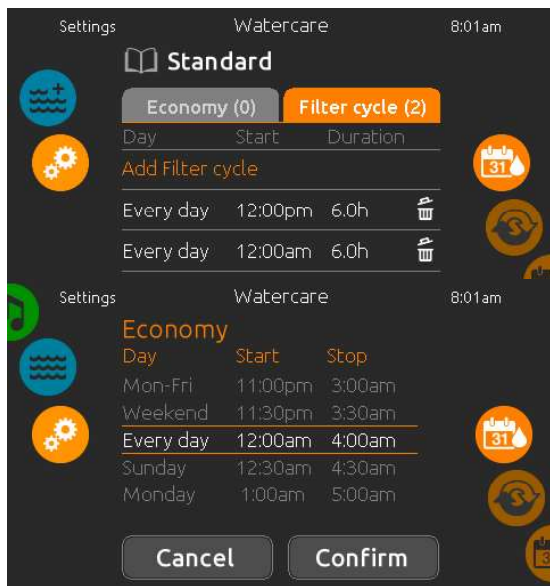 Settings Watercare 8:01am
Standard
Economy (0) Filter cycle (2)
Day Start Duration
Add Filter cycle
31
Every day 12:00pm 6.0h
S
Every day 12:00am 6.0h
Settings Watercare 8:01am
Economy
Day Start Stop
Mon-Fri 11:00pm 3:00am
Weekend 11:30pm 3:30am
Every day 12:00am 4:00am
31
Sunday 12:30am 4:30am
Monday 1:00am 5:00am
S
Cancel Confirm